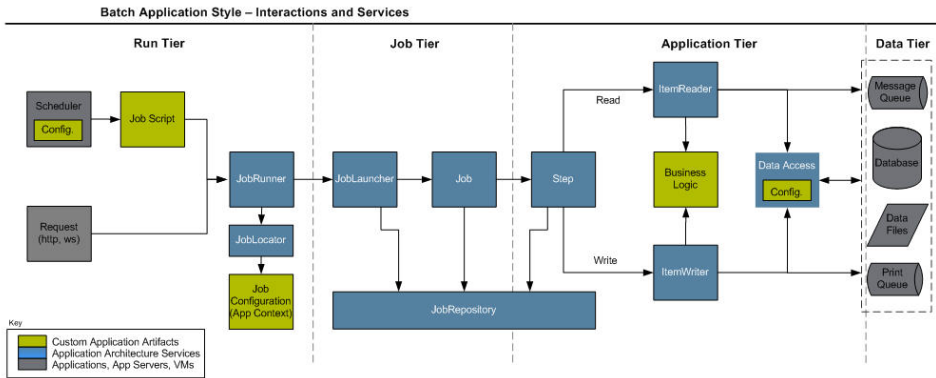 Batch Application Style – Interactions and Services
Run Tier
Job Tier
Application Tier
Data Tier
Scheduler
Config.
Job Script
Request
(http, ws)
JobRunner
JobLocator
Job
Configuration
(App Context)
JobLauncher
Job
Step
JobRepository
Read
Write
ItemReader
Business
Logic
ItemWriter
Data Access
Config.
Message
Queue
Database
Data
Files
Print
Queue
Key
Custom Application Artifacts
Application Architecture Services
Applications, App Servers, VMs